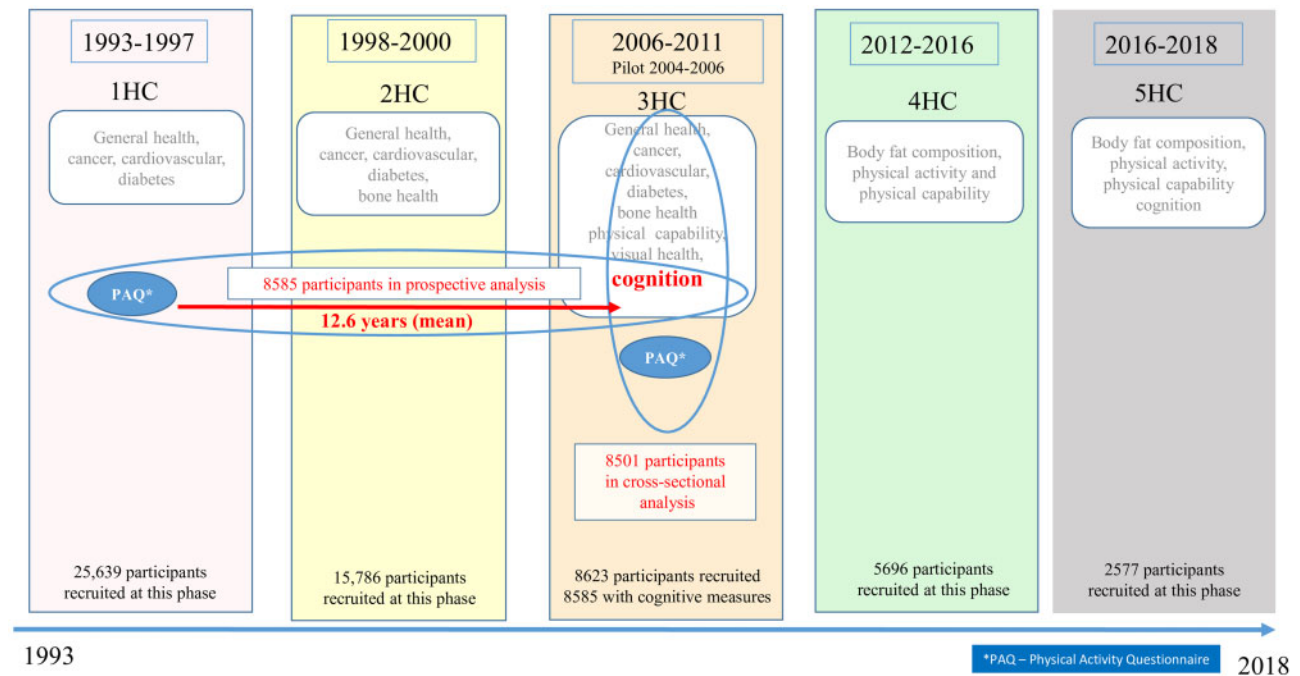 1993-1997
1HC
General health,
cancer, cardiovascular,
diabetes
PAQ*
25,639 participants
recruited at this phase
1998-2000
2HC
General health,
cancer, cardiovascular,
diabetes,
bone health
8585 participants in prospective analysis
12.6 years (mean)
15,786 participants
recruited at this phase
2006-2011
Pilot 2004-2006
3HC
General health,
cancer,
cardiovascular,
diabetes,
bone health
physical capability,
visual health,
cognition
PAQ*
8501 participants
in cross-sectional
analysis
8623 participants recruited
8585 with cognitive measures
2012-2016
4HC
Body fat composition,
physical activity and
physical capability
5696 participants
recruited at this phase
2016-2018
5HC
Body fat composition,
physical activity,
physical capability
cognition
2577 participants
recruited at this phase
1993
*PAQ – Physical Activity Questionnaire
2018